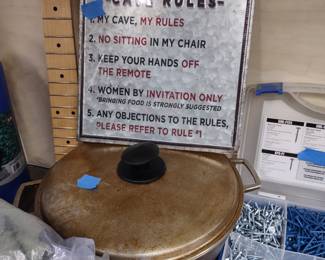 CAVE RULES-
1. MY CAVE, MY RULES
2. NO SITTING IN MY CHAIR
3. KEEP YOUR HANDS OFF
THE REMOTE
4. WOMEN BY INVITATION ONLY
*BRINGING FOOD IS STRONGLY SUGGESTED
5. ANY OBJECTIONS TO THE RULES,
PLEASE REFER TO RULE #1